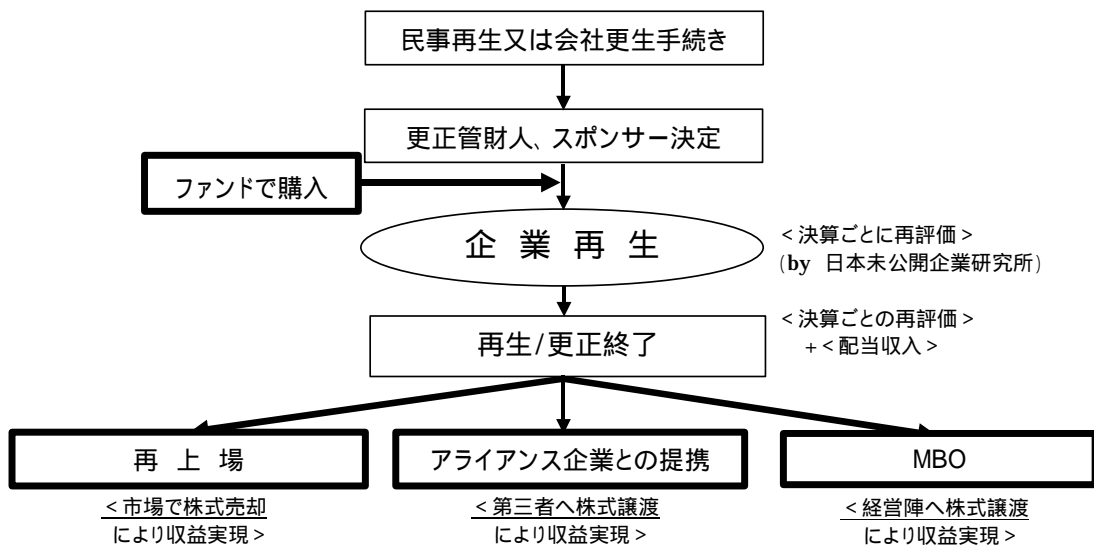 民事再生又は会社更生手続き
更正管財人、スポンサー決定
ファンドで購入
企業再生
<決算ごとに再評価>
(by 日本未公開企業研究所)
再生/更正終了
<決算ごとの再評価>
+<配当収入>
再上場
アライアンス企業との提携
MBO
<市場で株式売却
により収益実現>
<第三者へ株式譲渡
により収益実現>
<経営陣へ株式譲渡
により収益実現>